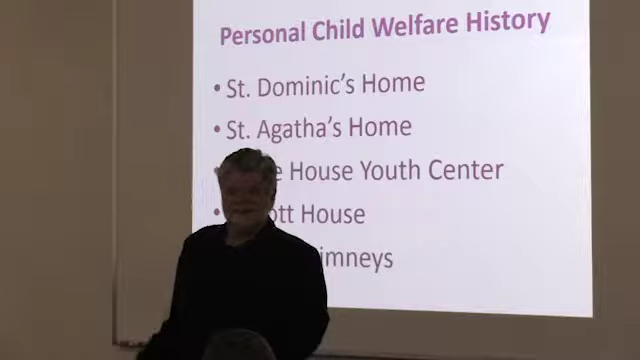 Personal Child Welfare History
• St. Dominic's Home
• St. Agatha's Home
• House Youth Center
House